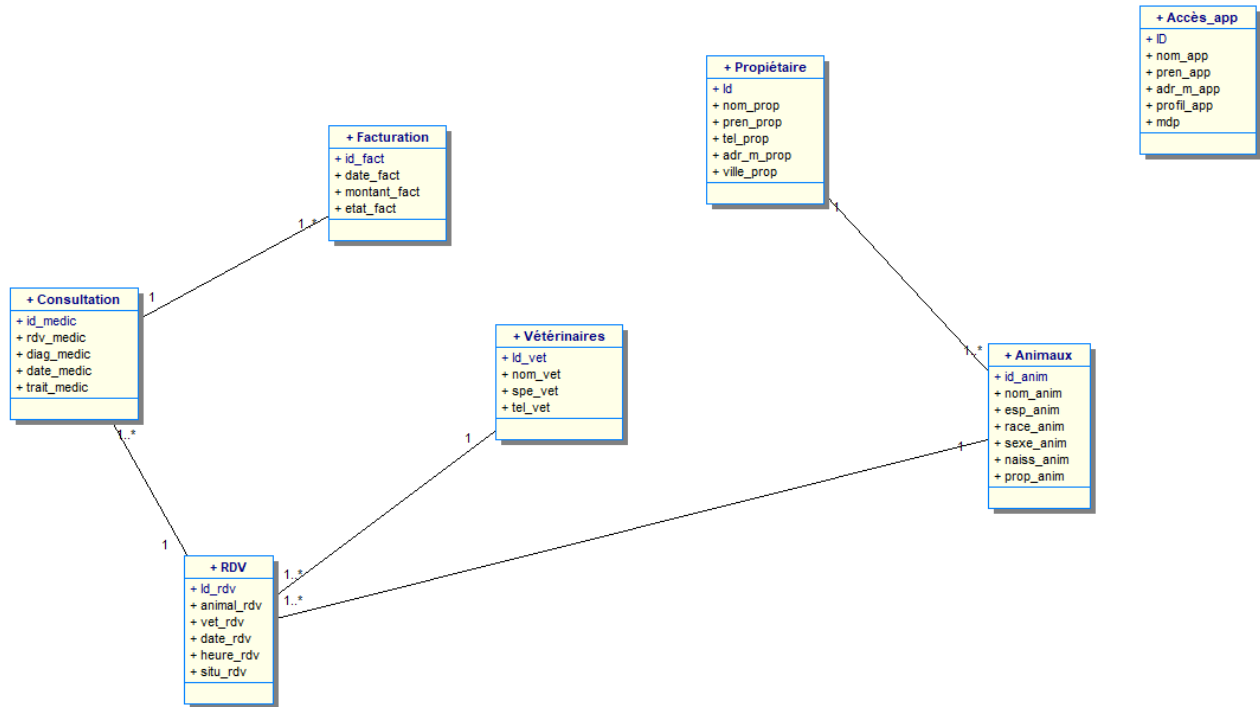 + Accès_app
+ ID
+ nom_app
+ pren_app
+ adr_m_app
+ profil_app
+ mdp
+ Propiétaire
+ Id
+ nom_prop
+ pren_prop
+ tel_prop
+ adr_m_prop
+ ville_prop
1
+ Facturation
+ id_fact
+ date_fact
+ montant_fact
+ etat_fact
1..*
+ Consultation
+ id_medic
+ rdv_medic
+ diag_medic
+ date_medic
+ trait_medic
1
1..*
+ Vétérinaires
+ Id_vet
+ nom_vet
+ spe_vet
+ tel_vet
1
+ Animaux
+ id_anim
+ nom_anim
+ esp_anim
+ race_anim
+ sexe_anim
+ naiss_anim
+ prop_anim
1..*
1
+ RDV
+ Id_rdv
+ animal_rdv
+ vet_rdv
+ date_rdv
+ heure_rdv
+ situ_rdv
1
1..*
1..*